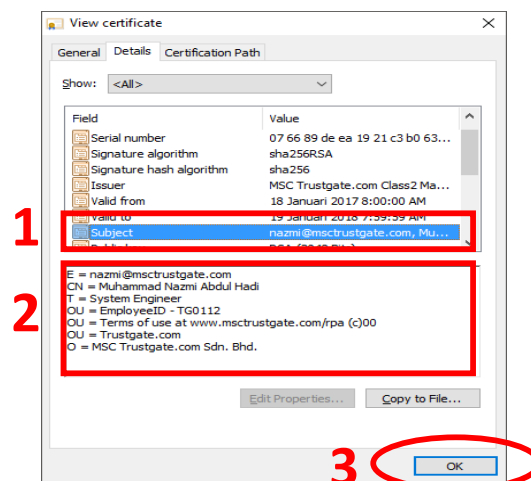 View certificate
General Details Certification Path
Show: <All>
Field Value
Serial number 07 66 89 de ea 19 21 c3 b0 63...
Signature algorithm sha256RSA
Signature hash algorithm sha256
Issuer MSC Trustgate.com Class2 Ma...
Valid from 18 Januari 2017 8:00:00 AM
Valid to 19 Januari 2018 7:59:59 AM
1
Subject nazmi@msctrustgate.com, Mu...
E = nazmi@msctrustgate.com
CN = Muhammad Nazmi Abdul Hadi
T = System Engineer
2
OU = EmployeeID - TG0112
OU = Terms of use at www.msctrustgate.com/rpa (c)00
OU = Trustgate.com
O = MSC Trustgate.com Sdn. Bhd.
Edit Properties... Copy to File...
3
OK